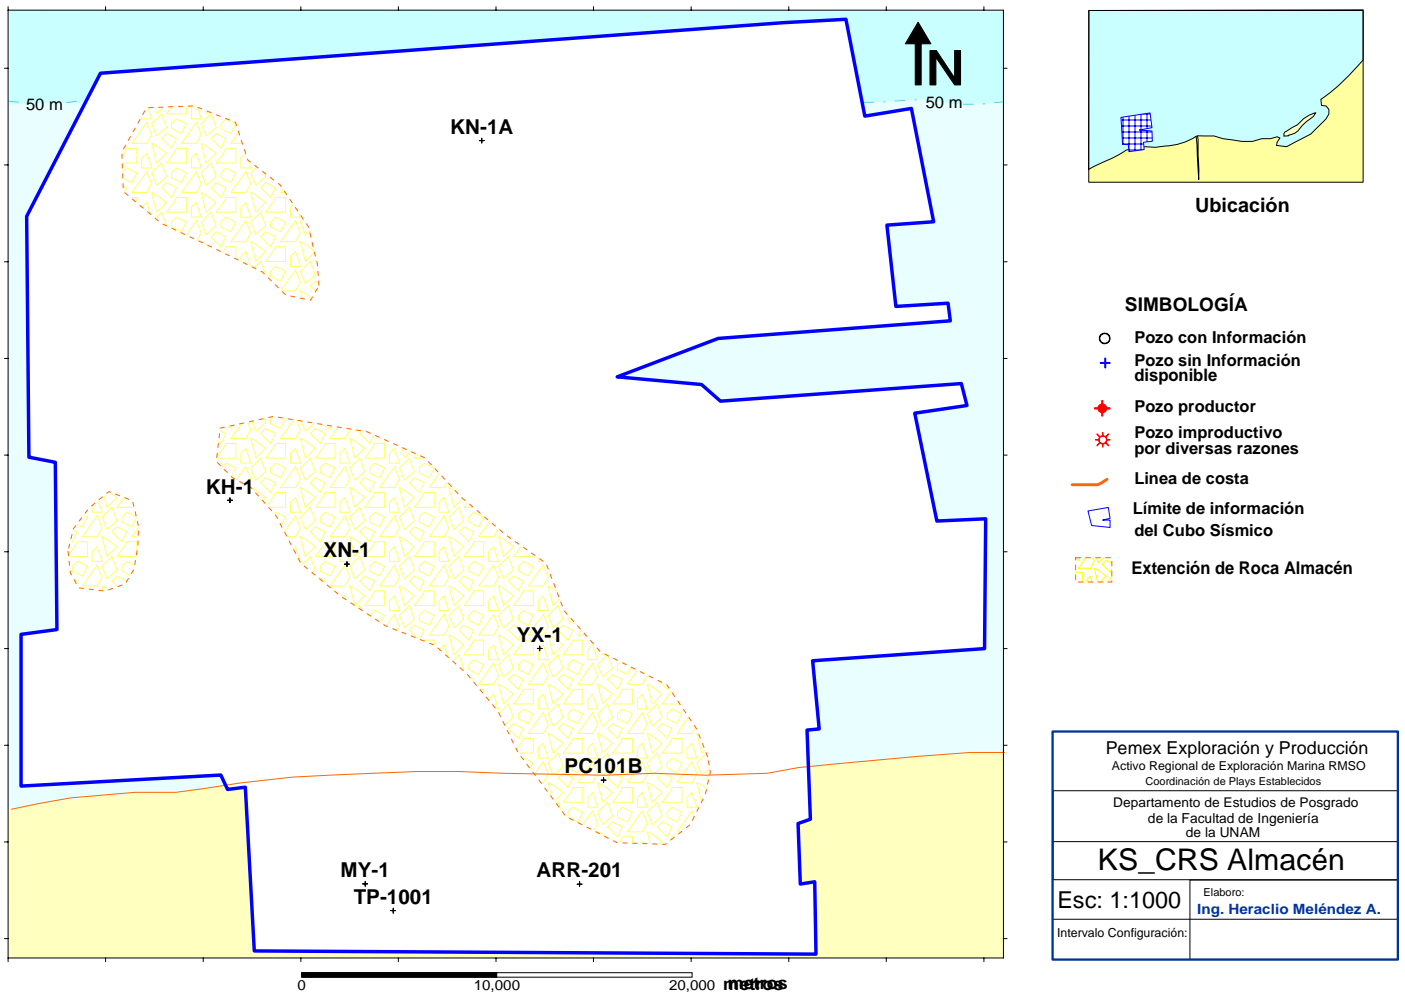 N
50 m
50 m
KN-1A
KH-1
XN-1
YX-1
PC101B
MY-1
TP-1001
ARR-201
0
10,000
20,000
metros
Ubicación
SIMBOLOGÍA
Pozo con Información
Pozo sin Información
disponible
Pozo productor
Pozo improductivo
por diversas razones
Linea de costa
Límite de información
del Cubo Sísmico
Extención de Roca Almacén
Pemex Exploración y Producción
Activo Regional de Exploración Marina RMSO
Coordinación de Plays Establecidos
Departamento de Estudios de Posgrado
de la Facultad de Ingeniería
de la UNAM
KS_CRS Almacén
Esc: 1:1000
Elaboro:
Ing. Heraclio Meléndez A.
Intervalo Configuración: